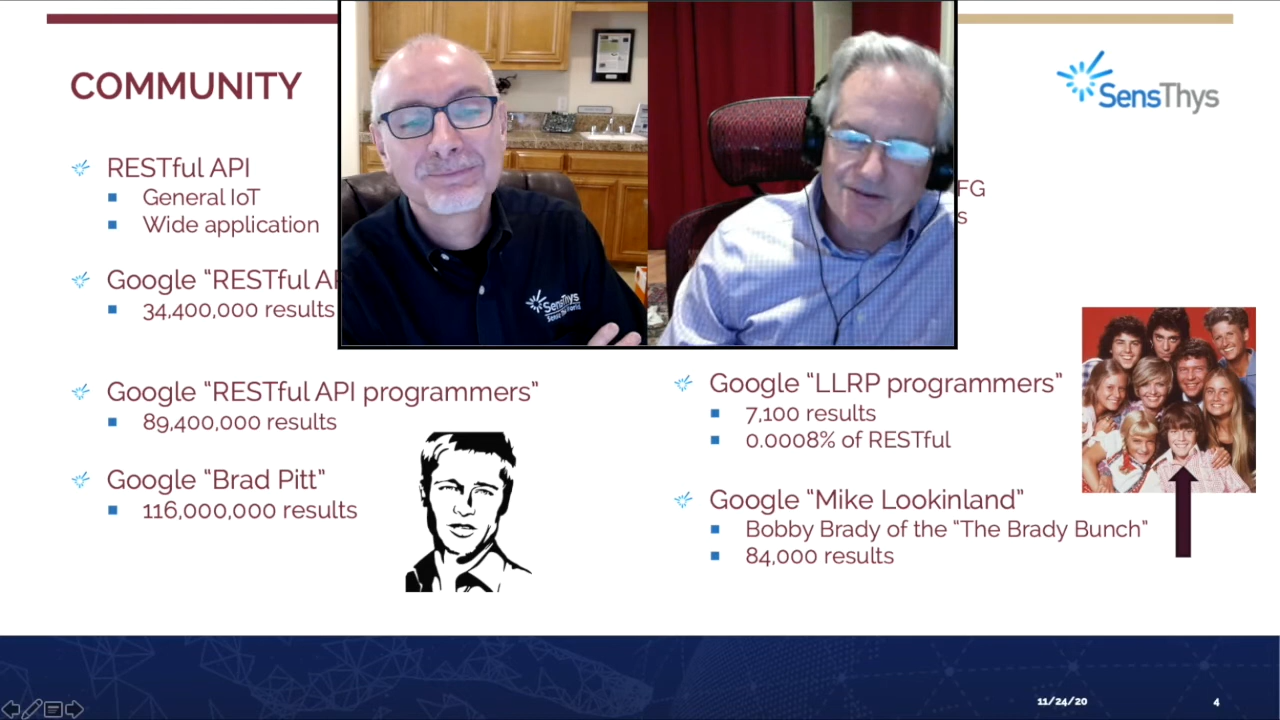 COMMUNITY
SensThys
RESTful API
General IoT
Wide application
FG
s
Google “RESTful AP
34,400,000 results
SensThys
Google “RESTful API programmers”
89,400,000 results
Google “Brad Pitt”
116,000,000 results
Google “LLRP programmers”
7,100 results
0.0008% of RESTful
Google “Mike Lookinland”
Bobby Brady of the “The Brady Bunch”
84,000 results
11/24/20
4